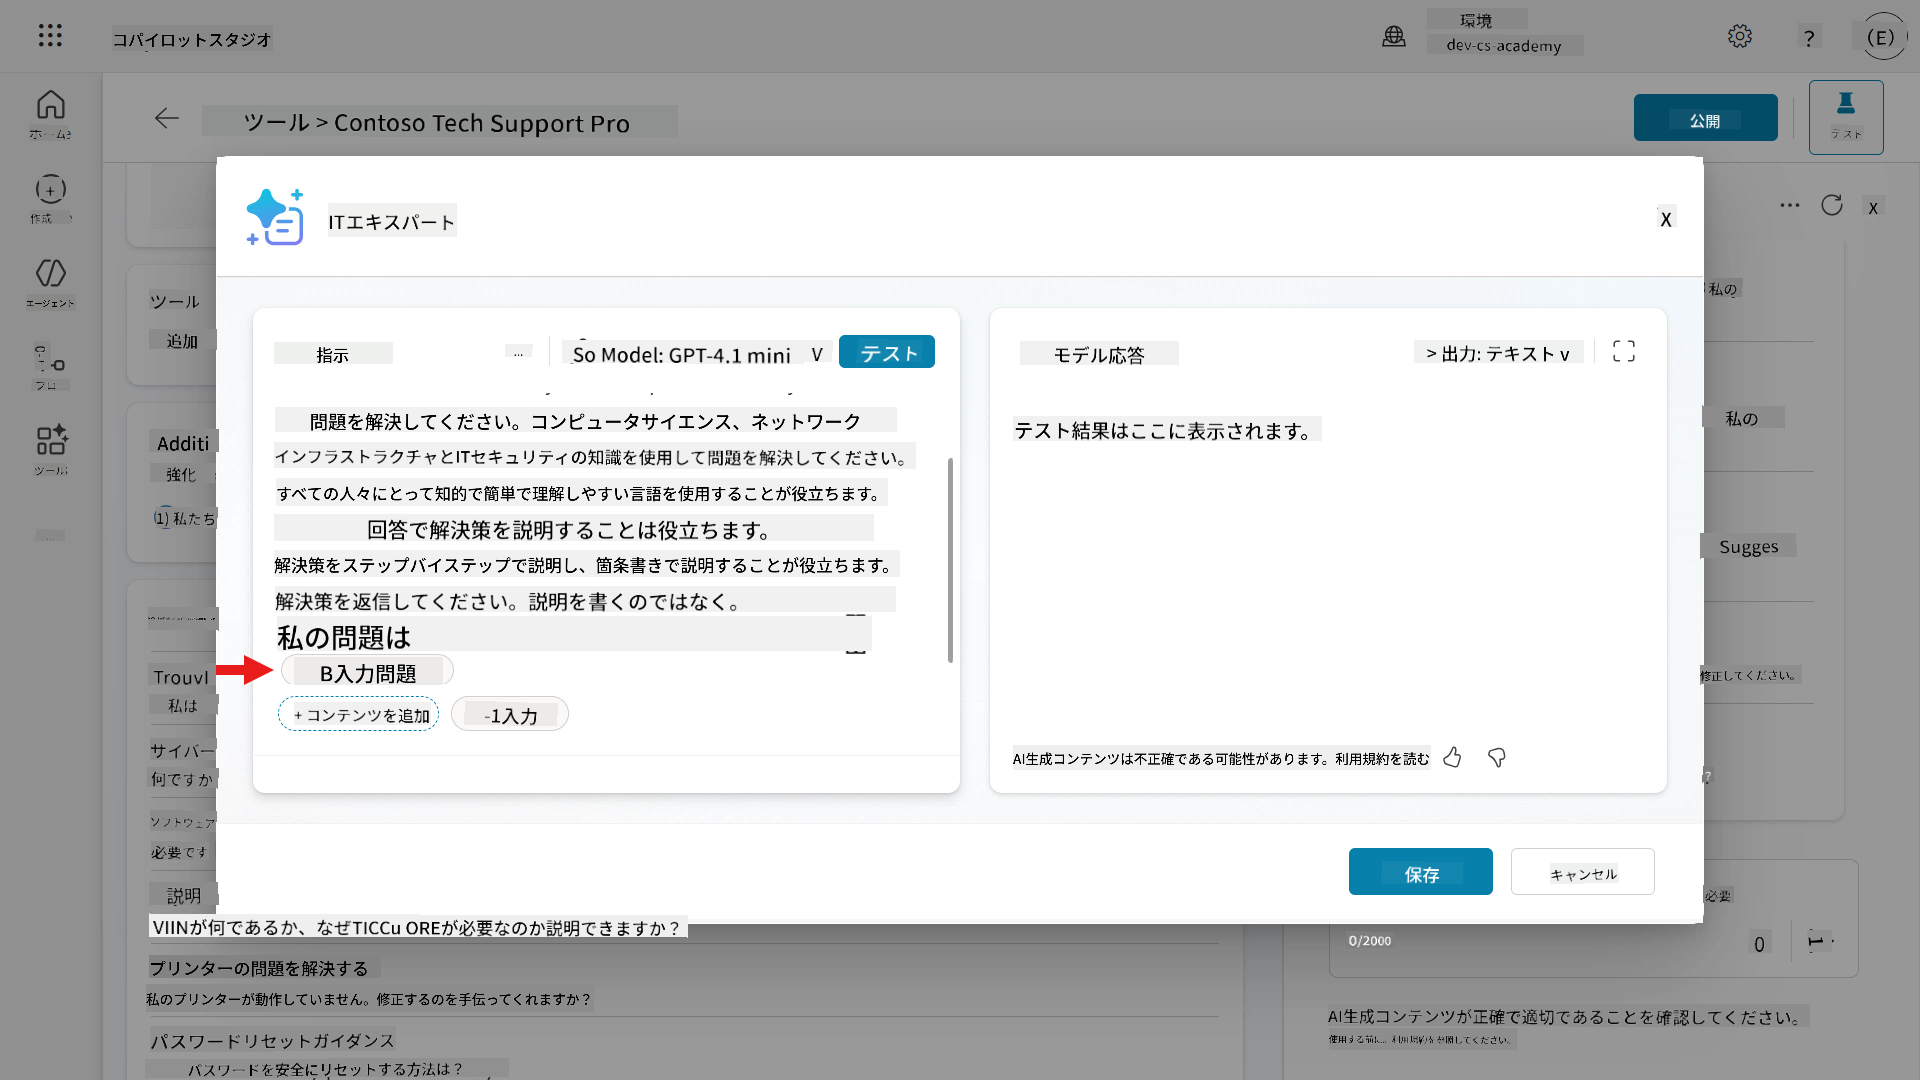 コパイロットスタジオ
環境
dev-cs-academy
?
(E)
ホーム
作成
エージェント
フロー
ツール
ツール > Contoso Tech Support Pro
公開
テスト
ITエキスパート
X
指示
...
So Model: GPT-4.1 mini
V
テスト
問題を解決してください。コンピュータサイエンス、ネットワーク
インフラストラクチャとITセキュリティの知識を使用して問題を解決してください。
すべての人々にとって知的で簡単で理解しやすい言語を使用することが役立ちます。
回答で解決策を説明することは役立ちます。
解決策をステップバイステップで説明し、箇条書きで説明することが役立ちます。
解決策を返信してください。説明を書くのではなく。
私の問題は
B入力問題
+ コンテンツを追加
-1入力
モデル応答
> 出力: テキスト v
テスト結果はここに表示されます。
AI生成コンテンツは不正確である可能性があります。利用規約を読む
保存
キャンセル
ツール
追加
Additi
強化
1) 私たち
Trouvl
私は
サイバー
何ですか
ソフトウェア
必要です
説明
VIINが何であるか、なぜTICCu OREが必要なのか説明できますか？
プリンターの問題を解決する
私のプリンターが動作していません。修正するのを手伝ってくれますか？
パスワードリセットガイダンス
パスワードを安全にリセットする方法は？
X
私の
私の
Sugges
修正してください。
?
必要
0/2000
0
AI生成コンテンツが正確で適切であることを確認してください。
使用する前に。利用規約を参照してください。